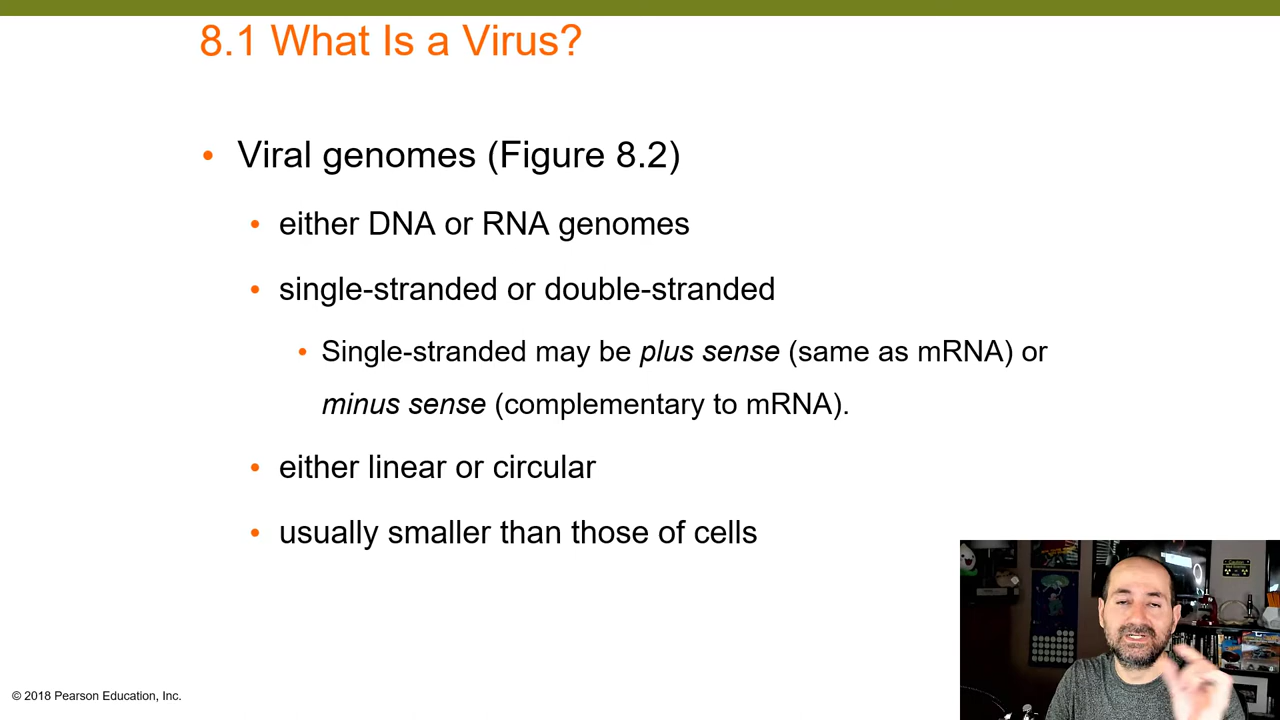 8.1 What Is a Virus?
• Viral genomes (Figure 8.2)
• either DNA or RNA genomes
• single-stranded or double-stranded
• Single-stranded may be plus sense (same as mRNA) or
minus sense (complementary to mRNA).
• either linear or circular
• usually smaller than those of cells
© 2018 Pearson Education, Inc.